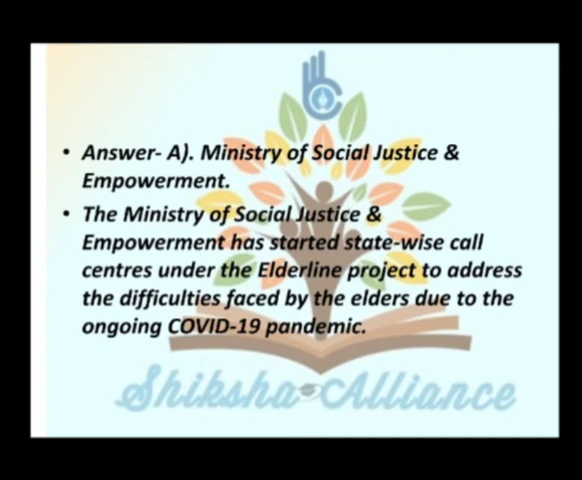 • Answer- A). Ministry of Social Justice &
Empowerment.
• The Ministry of Social Justice &
Empowerment has started state-wise call
centres under the Elderline project to address
the difficulties faced by the elders due to the
ongoing COVID-19 pandemic.
Shiksha Alliance